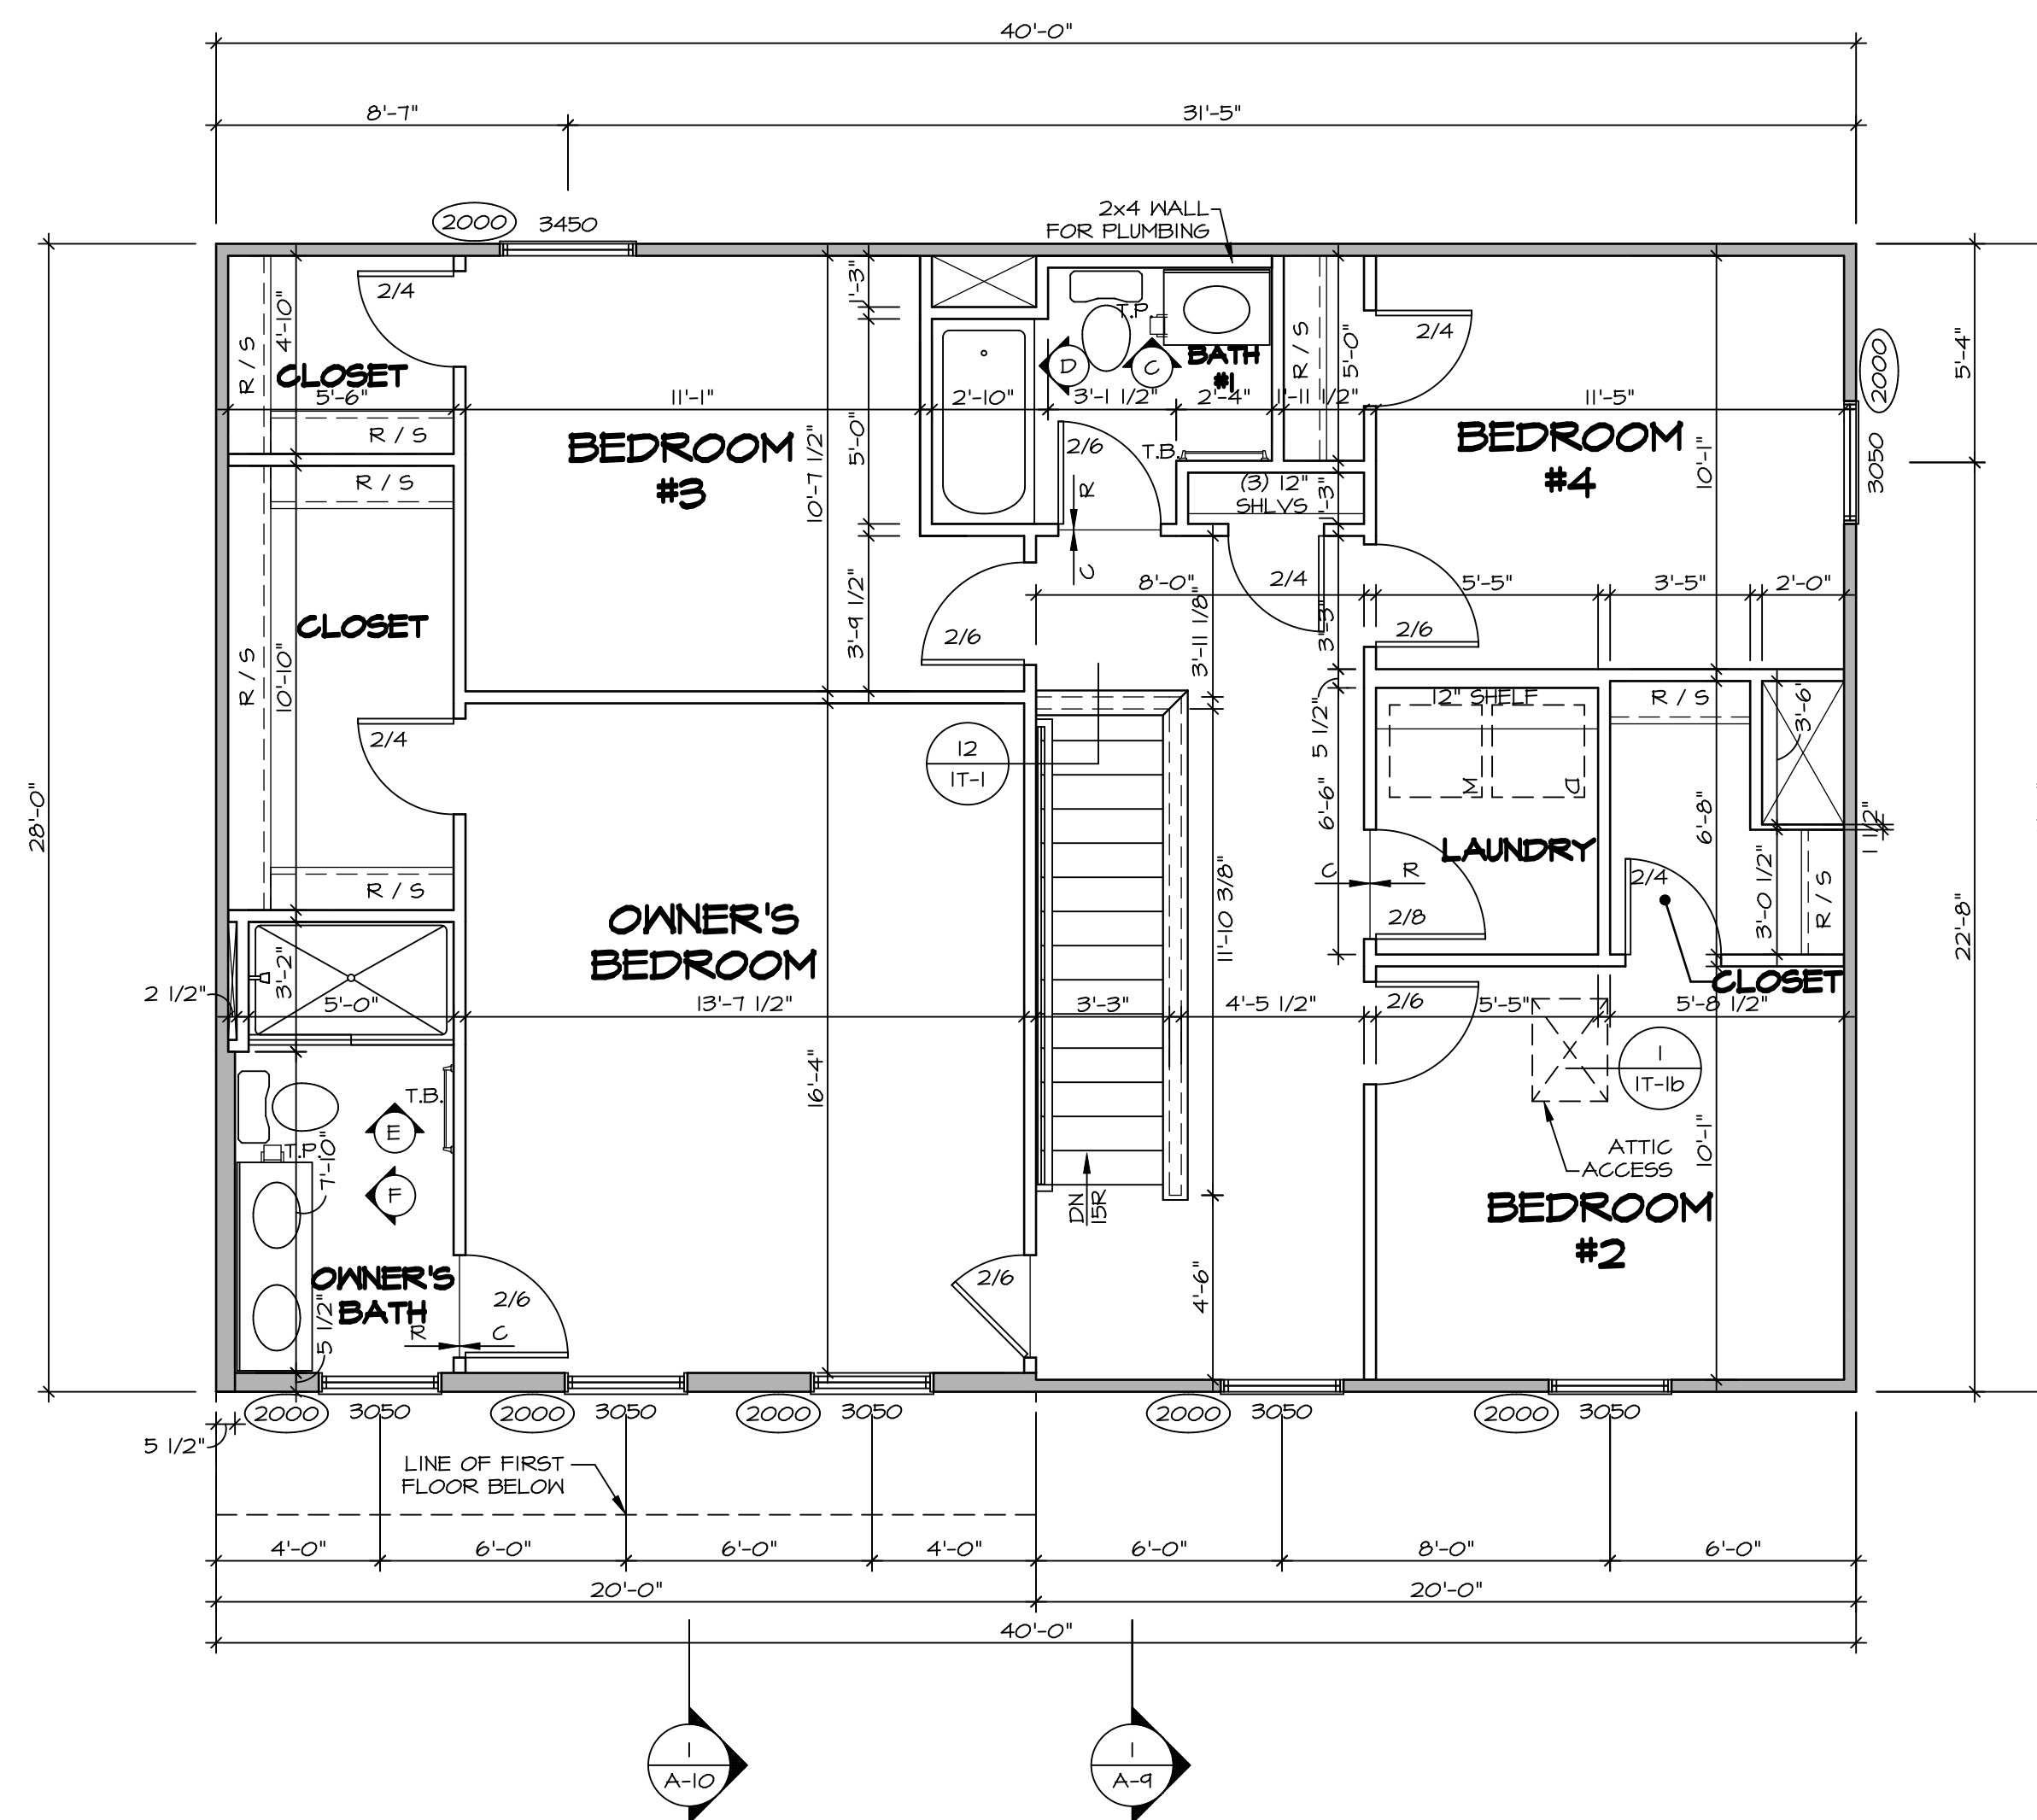 40'-0"
8'-7"
31'-5"
2000
3450
2x4 WALL
FOR PLUMBING
2/4
4'-10"
R / S
CLOSET
5'-6"
R / S
11'-1"
BEDROOM
#3
10'-7 1/2"
1'-3"
5'-0"
3'-9 1/2"
2'-10"
T.P.
D
C
BATH
#1
3'-1 1/2"
2'-4"
1'-11 1/2"
2/6
T.B.
R
C
R / S
5'-0"
(3) 12"
SHLVS
1'-3"
2/4
11'-5"
BEDROOM
#4
10'-1"
2000
3050
5'-4"
R / S
R / S
CLOSET
10'-10"
2/4
R / S
2/6
8'-0"
2/4
3'-11 1/8"
3'-3"
2/6
5'-5"
3'-5"
2'-0"
28'-0"
12
IT-1
5 1/2"
6'-6"
12" SHELF
W
D
LAUNDRY
C
R
2/8
R / S
3'-6"
6'-8"
1 1/2"
2/4
3'-0 1/2"
R / S
CLOSET
22'-8"
OWNER'S
BEDROOM
11'-10 3/8"
2 1/2"
3'-2"
5'-0"
13'-7 1/2"
3'-3"
4'-5 1/2"
2/6
5'-5"
5'-8 1/2"
16'-4"
1
IT-1b
T.B.
E
T.P.
7'-10"
F
ATTIC
ACCESS
10'-1"
DN
15R
BEDROOM
#2
OWNER'S
BATH
5 1/2"
R
C
2/6
2/6
4'-6"
2000
3050
2000
3050
2000
3050
2000
3050
2000
3050
5 1/2"
LINE OF FIRST
FLOOR BELOW
4'-0"
6'-0"
6'-0"
4'-0"
6'-0"
8'-0"
6'-0"
20'-0"
20'-0"
40'-0"
1
A-10
1
A-9